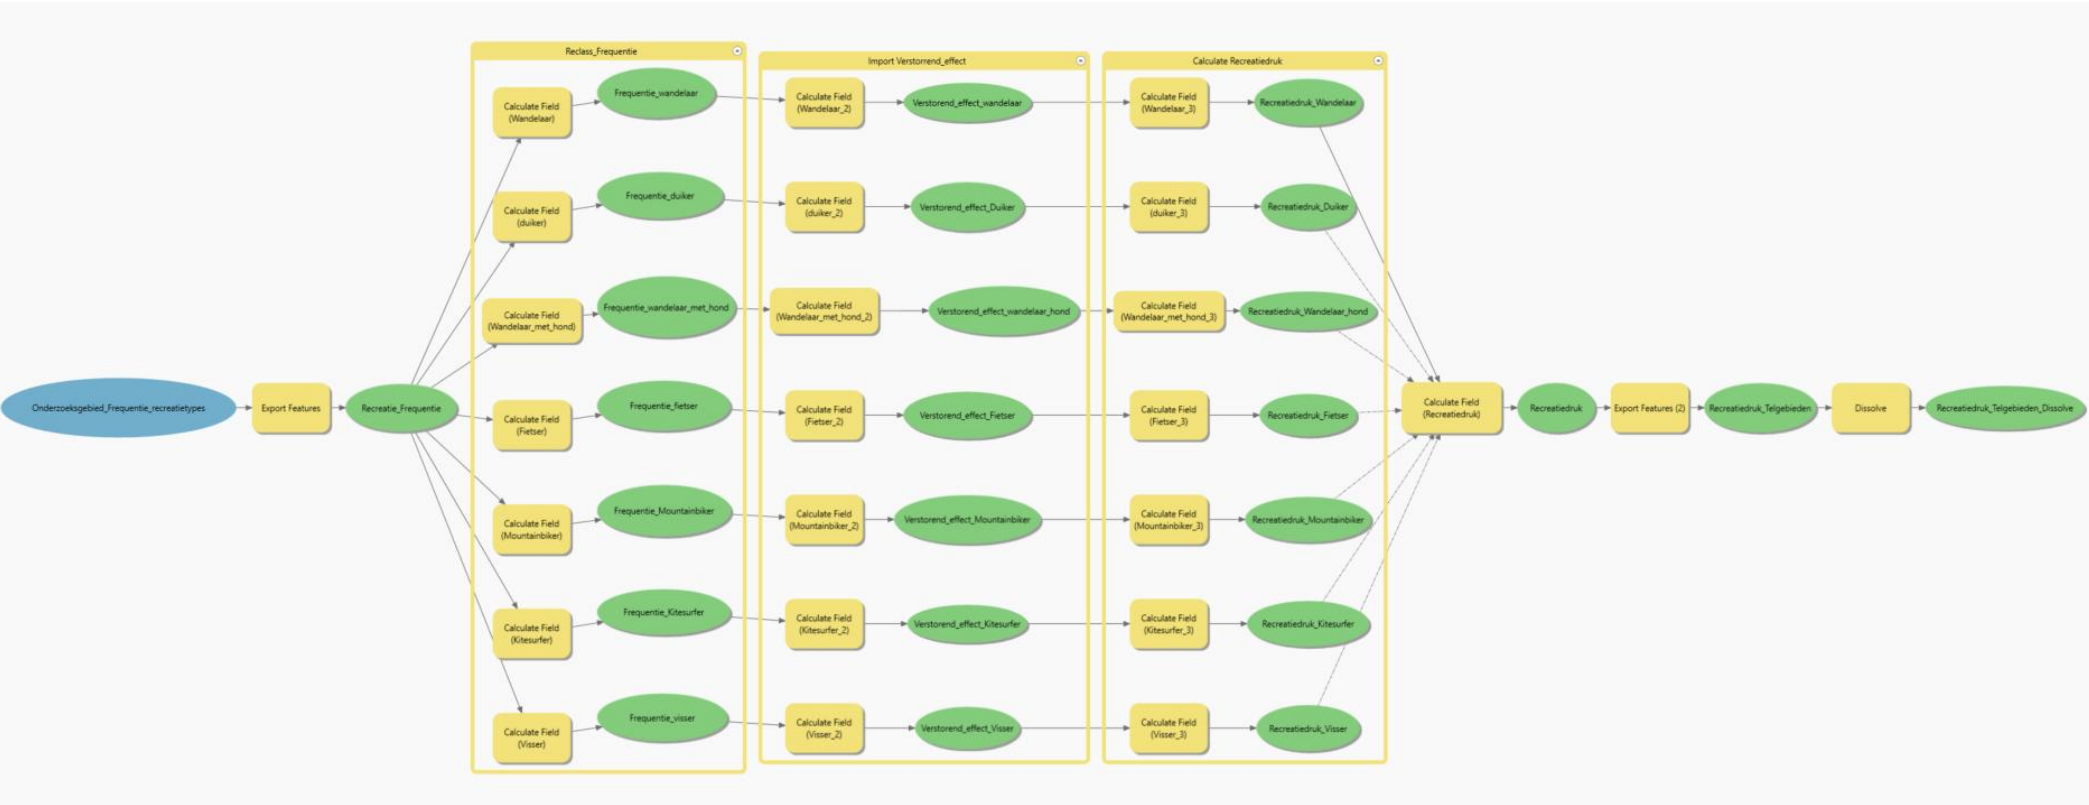 Reclass_Frequentie
Import Verstorrend_effect
Calculate Recreatiedruk
Calculate Field
(Wandelaar)
Frequentie_wandelaar
Calculate Field
(Wandelaar_2)
Verstorend_effect_wandelaar
Calculate Field
(Wandelaar_3)
Recreatiedruk_Wandelaar
Calculate Field
(duiker)
Frequentie_duiker
Calculate Field
(duiker_2)
Verstorend_effect_Duiker
Calculate Field
(duiker_3)
Recreatiedruk_Duiker
Calculate Field
(Wandelaar_met_hond)
Frequentie_wandelaar_met_hond
Calculate Field
(Wandelaar_met_hond_2)
Verstorend_effect_wandelaar_hond
Calculate Field
(Wandelaar_met_hond_3)
Recreatiedruk_Wandelaar_hond
Onderzoeksgebied_Frequentie_recreatietypes
Export Features
Recreatie_Frequentie
Calculate Field
(Fietser)
Frequentie_fietser
Calculate Field
(Fietser_2)
Verstorend_effect_Fietser
Calculate Field
(Fietser_3)
Recreatiedruk_Fietser
Calculate Field
(Recreatiedruk)
Recreatiedruk
Export Features (2)
Recreatiedruk_Telgebieden
Dissolve
Recreatiedruk_Telgebieden_Dissolve
Calculate Field
(Mountainbiker)
Frequentie_Mountainbiker
Calculate Field
(Mountainbiker_2)
Verstorend_effect_Mountainbiker
Calculate Field
(Mountainbiker_3)
Recreatiedruk_Mountainbiker
Calculate Field
(Kitesurfer)
Frequentie_Kitesurfer
Calculate Field
(Kitesurfer_2)
Verstorend_effect_Kitesurfer
Calculate Field
(Kitesurfer_3)
Recreatiedruk_Kitesurfer
Calculate Field
(Visser)
Frequentie_visser
Calculate Field
(Visser_2)
Verstorend_effect_Visser
Calculate Field
(Visser_3)
Recreatiedruk_Visser